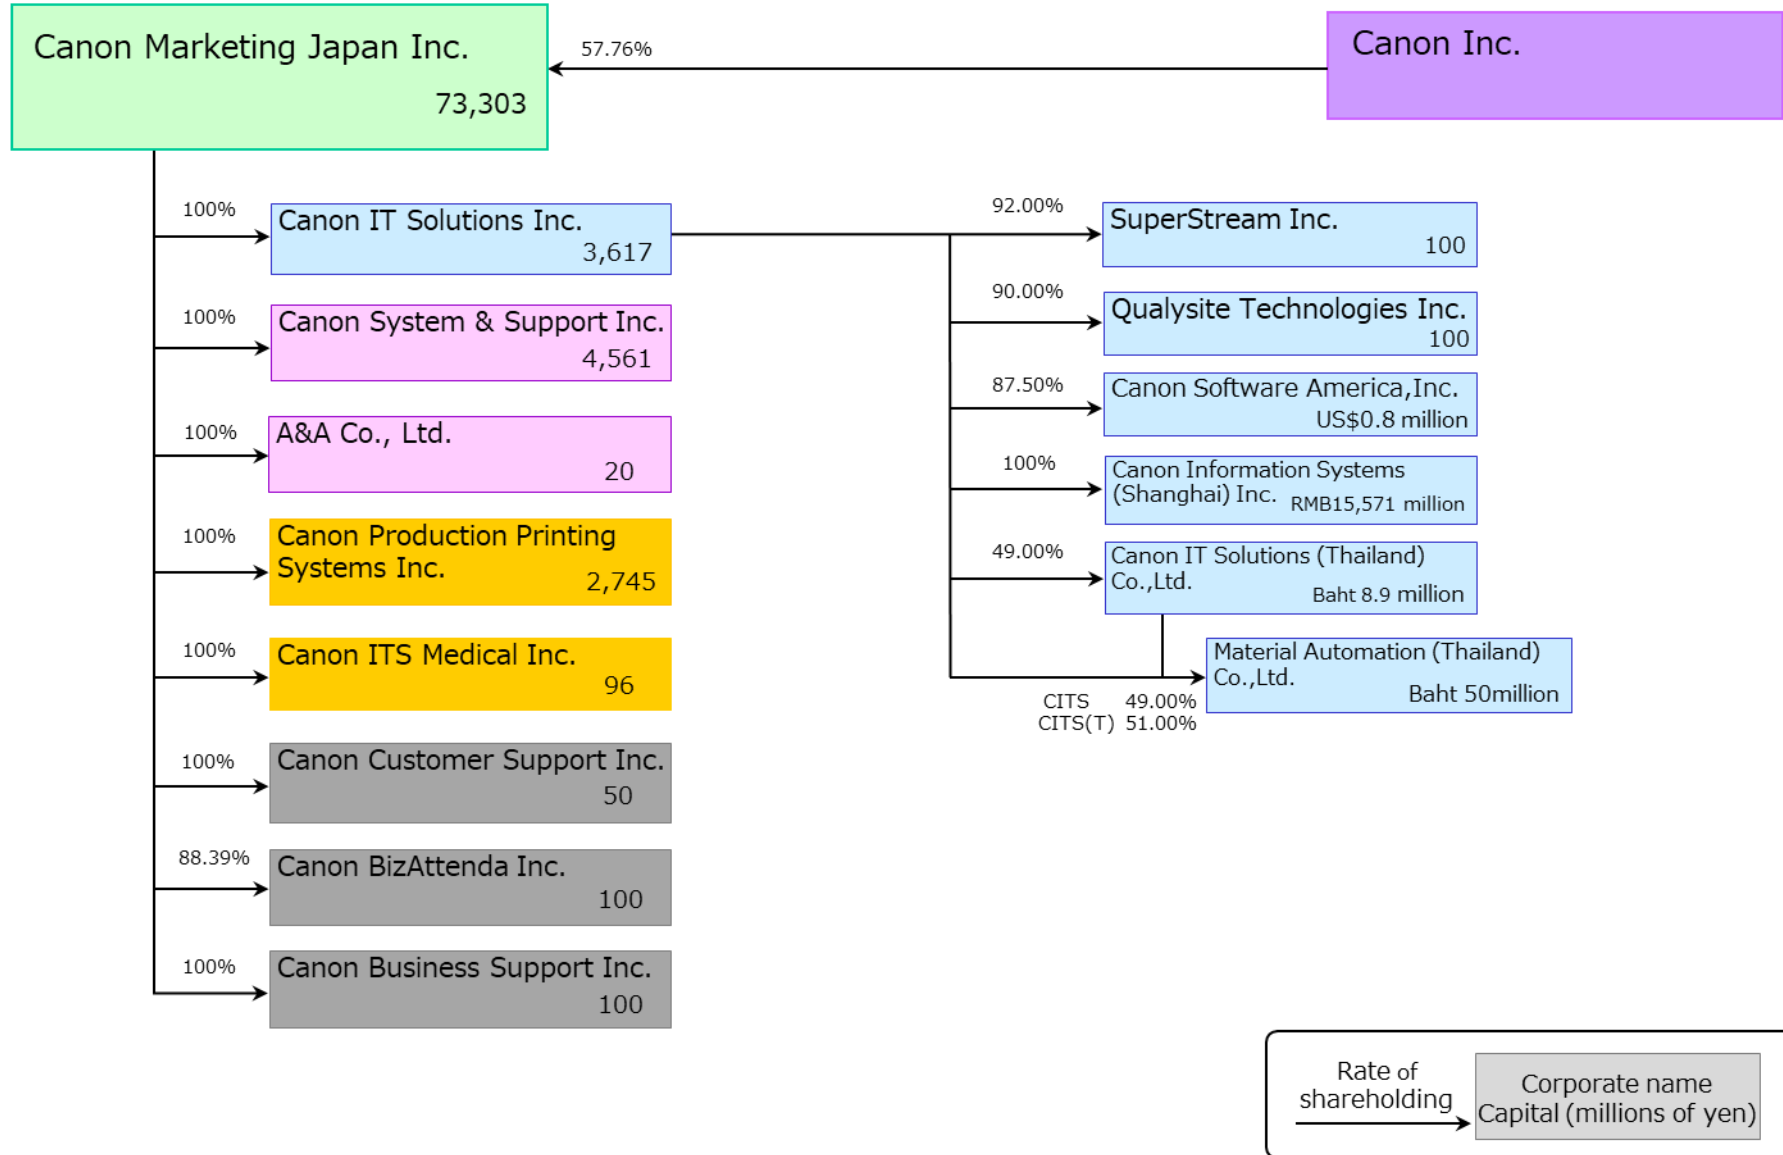 Canon Marketing Japan Inc.
73,303
57.76%
Canon Inc.
100%
Canon IT Solutions Inc.
3,617
100%
Canon System & Support Inc.
4,561
100%
A&A Co., Ltd.
20
100%
Canon Production Printing
Systems Inc.
2,745
100%
Canon ITS Medical Inc.
96
100%
Canon Customer Support Inc.
50
88.39%
Canon BizAttenda Inc.
100
100%
Canon Business Support Inc.
100
92.00%
SuperStream Inc.
100
90.00%
Qualysite Technologies Inc.
100
87.50%
Canon Software America,Inc.
US$0.8 million
100%
Canon Information Systems
(Shanghai) Inc. RMB15,571 million
49.00%
Canon IT Solutions (Thailand)
Co.,Ltd.
Baht 8.9 million
Material Automation (Thailand)
Co.,Ltd.
Baht 50million
CITS 49.00%
CITS(T) 51.00%
Rate of
shareholding
Corporate name
Capital (millions of yen)